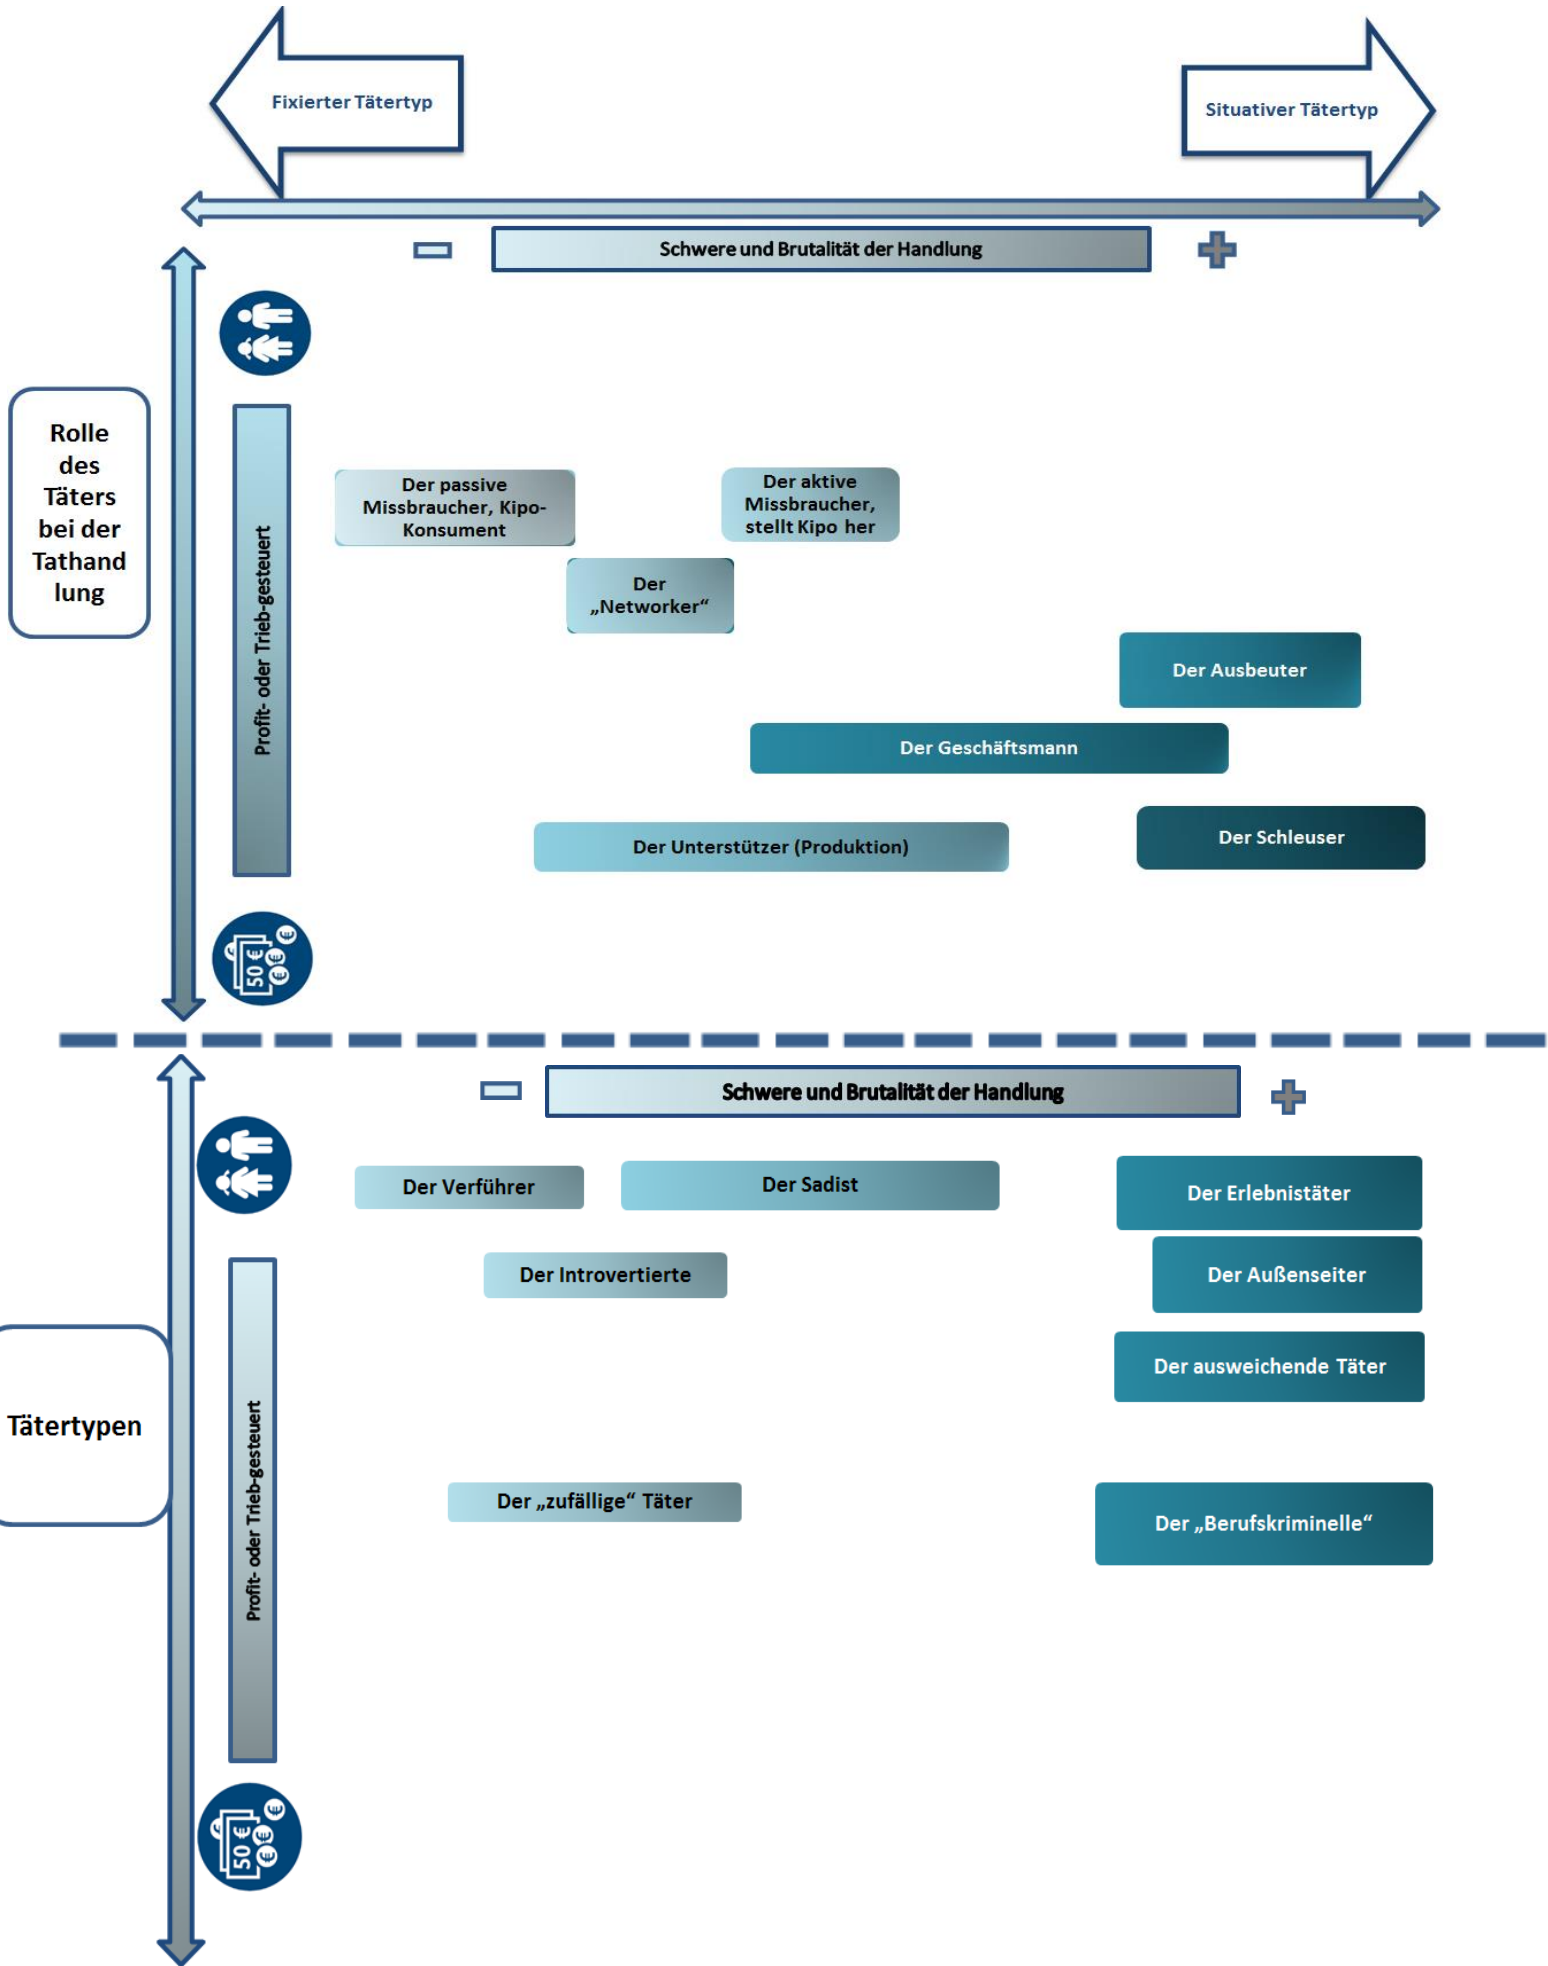 Fixierter Tätertyp
Situativer Tätertyp
Schwere und Brutalität der Handlung
Rolle
des
Täters
bei der
Tathand
lung
Profit- oder Trieb-gesteuert
Der passive
Missbraucher, Kipo-
Konsument
Der aktive
Missbraucher,
stellt Kipo her
Der
„Networker“
Der Ausbeuter
Der Geschäftsmann
Der Unterstützer (Produktion)
Der Schleuser
50 €
Schwere und Brutalität der Handlung
Der Verführer
Der Sadist
Der Erlebnistäter
Der Introvertierte
Der Außenseiter
Der ausweichende Täter
Tätertypen
Profit- oder Trieb-gesteuert
Der „zufällige“ Täter
Der „Berufskriminelle“
50 €